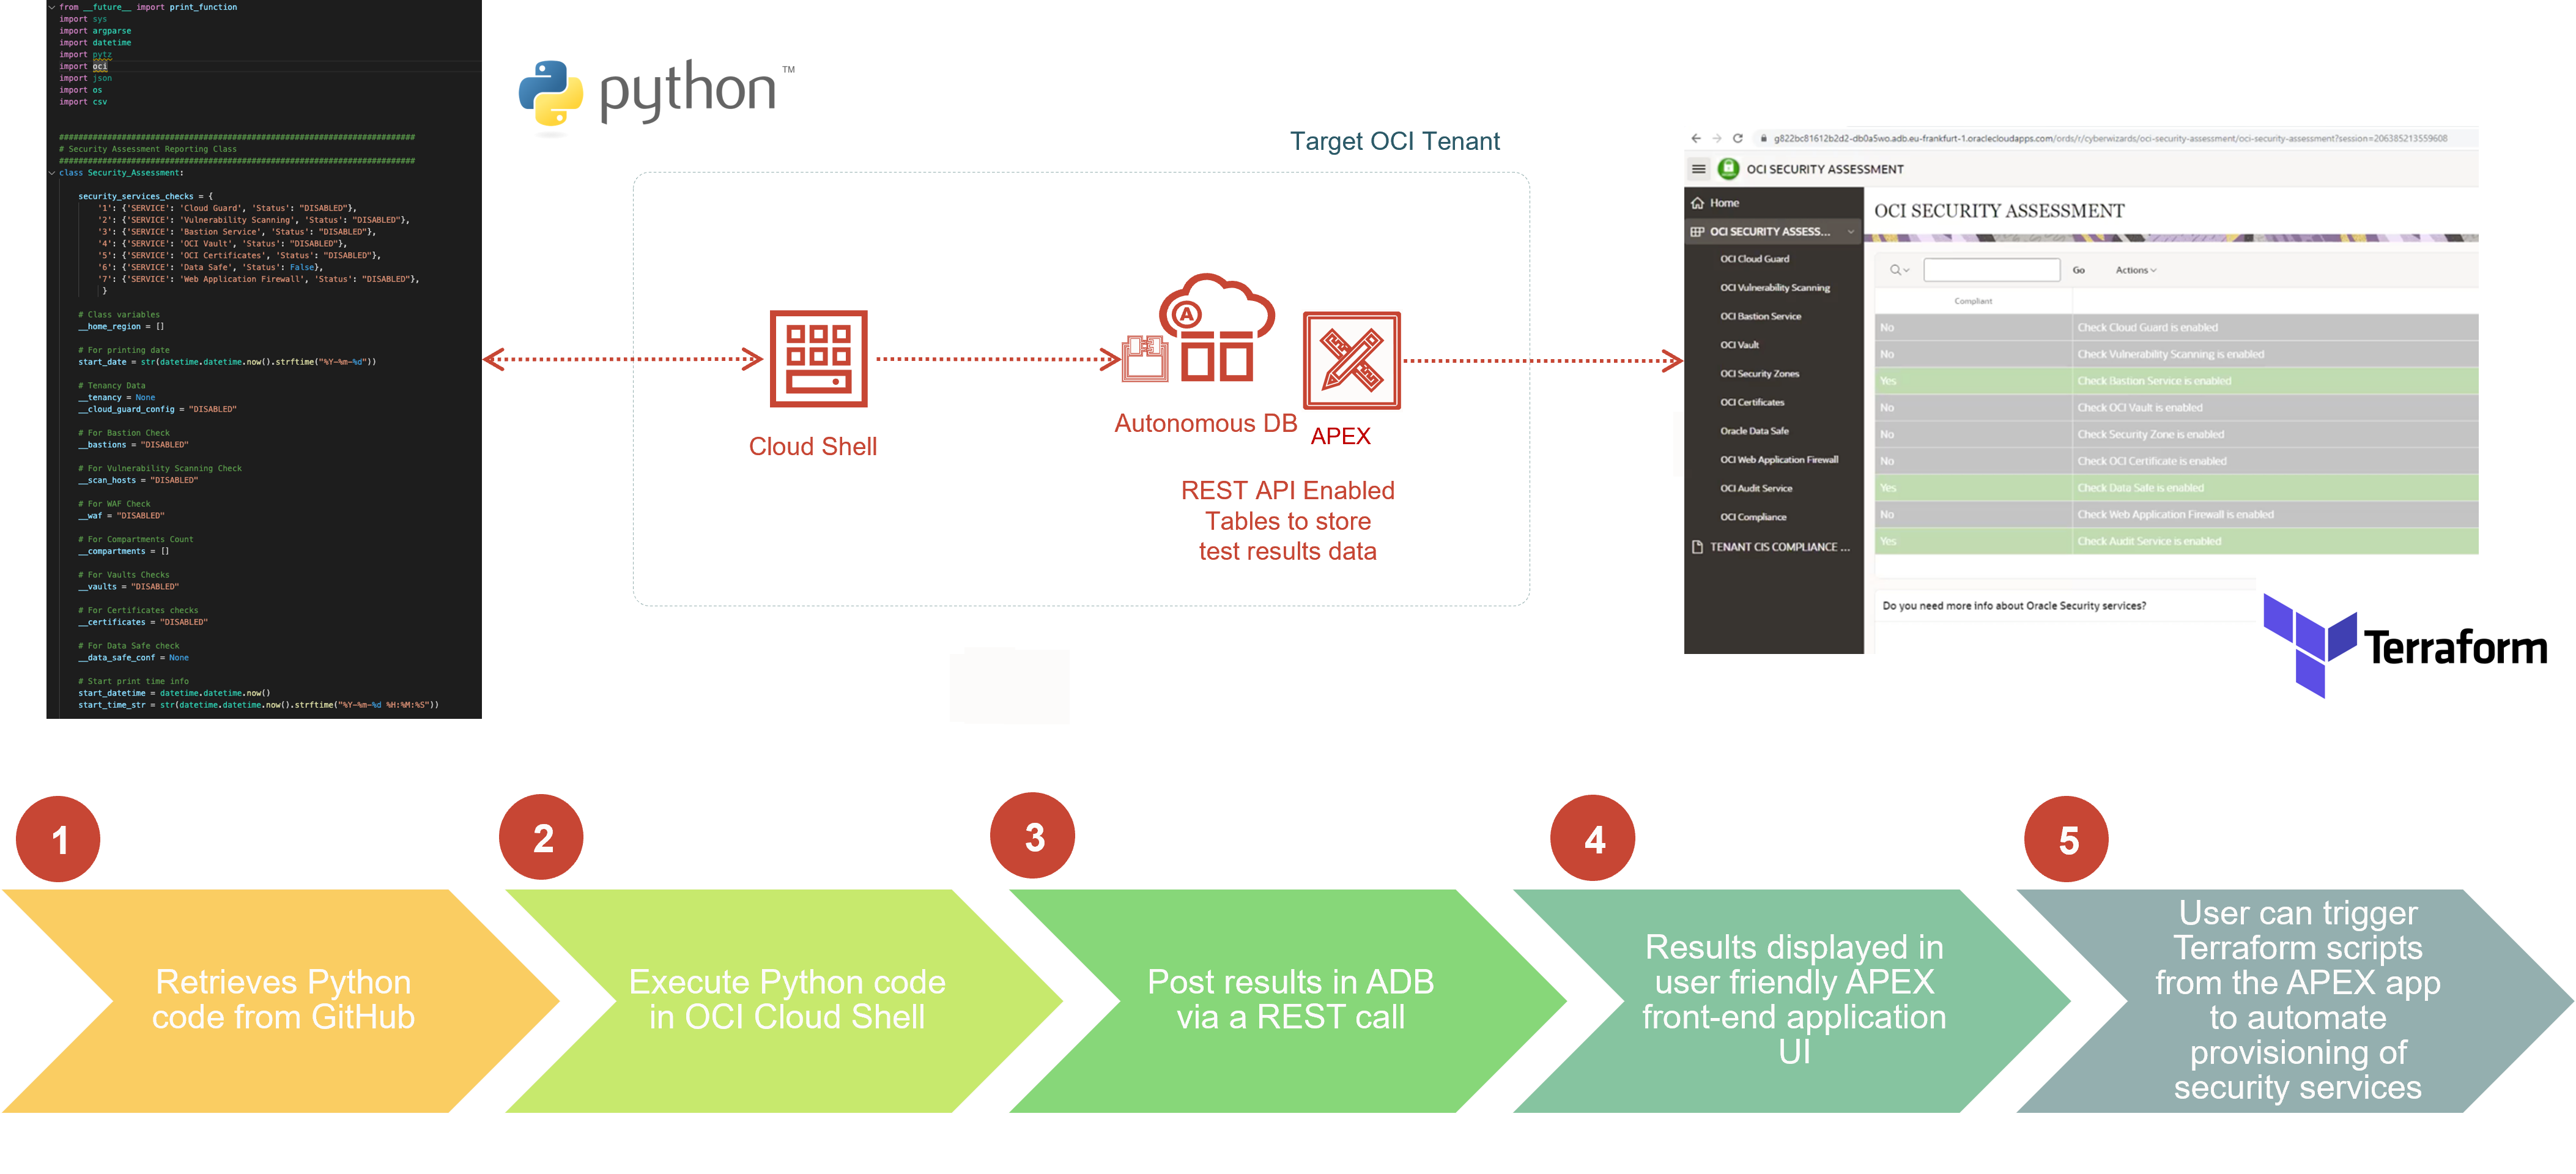 from __future__ import print_function
import sys
import argparse
import datetime
import pytz
import oci
import json
import os
import csv
##########################################################################
# Security Assessment Reporting Class
##########################################################################
class Security_Assessment:
security_services_checks = {
'1': {'SERVICE': 'Cloud Guard', 'Status': "DISABLED"},
'2': {'SERVICE': 'Vulnerability Scanning', 'Status': "DISABLED"},
'3': {'SERVICE': 'Bastion Service', 'Status': "DISABLED"},
'4': {'SERVICE': 'OCI Vault', 'Status': "DISABLED"},
'5': {'SERVICE': 'OCI Certificates', 'Status': "DISABLED"},
'6': {'SERVICE': 'Data Safe', 'Status': False},
'7': {'SERVICE': 'Web Application Firewall', 'Status': "DISABLED"},
}
# Class variables
__home_region = []
# For printing date
start_date = str(datetime.datetime.now().strftime("%Y-%m-%d"))
# Tenancy Data
__tenancy = None
__cloud_guard_config = "DISABLED"
# For Bastion Check
__bastions = "DISABLED"
# For Vulnerability Scanning Check
__scan_hosts = "DISABLED"
# For WAF Check
__waf = "DISABLED"
# For Compartments Count
__compartments = []
# For Vaults Checks
__vaults = "DISABLED"
# For Certificates checks
__certificates = "DISABLED"
# For Data Safe check
__data_safe_conf = None
# Start print time info
start_datetime = datetime.datetime.now()
start_time_str = str(datetime.datetime.now().strftime("%Y-%m-%d %H:%M:%S"))
python ™
Target OCI Tenant
Cloud Shell
A
Autonomous DB
APEX
REST API Enabled
Tables to store
test results data
g822bc81612b2d2-db0a5wo.adb.eu-frankfurt-1.oraclecloudapps.com/ords/r/cyberwizards/oci-security-assessment/oci-security-assessment?session=206385213559608
OCI SECURITY ASSESSMENT
Home
OCI SECURITY ASSESS...
OCI Cloud Guard
OCI Vulnerability Scanning
OCI Bastion Service
OCI Vault
OCI Security Zones
OCI Certificates
Oracle Data Safe
OCI Web Application Firewall
OCI Audit Service
OCI Compliance
TENANT CIS COMPLIANCE ...
OCI SECURITY ASSESSMENT
Go Actions
Compliant
No Check Cloud Guard is enabled
No Check Vulnerability Scanning is enabled
Yes Check Bastion Service is enabled
No Check OCI Vault is enabled
No Check Security Zone is enabled
No Check OCI Certificate is enabled
Yes Check Data Safe is enabled
No Check Web Application Firewall is enabled
Yes Check Audit Service is enabled
Do you need more info about Oracle Security services?
Terraform
1
Retrieves Python
code from GitHub
2
Execute Python code
in OCI Cloud Shell
3
Post results in ADB
via a REST call
4
Results displayed in
user friendly APEX
front-end application
UI
5
User can trigger
Terraform scripts
from the APEX app
to automate
provisioning of
security services